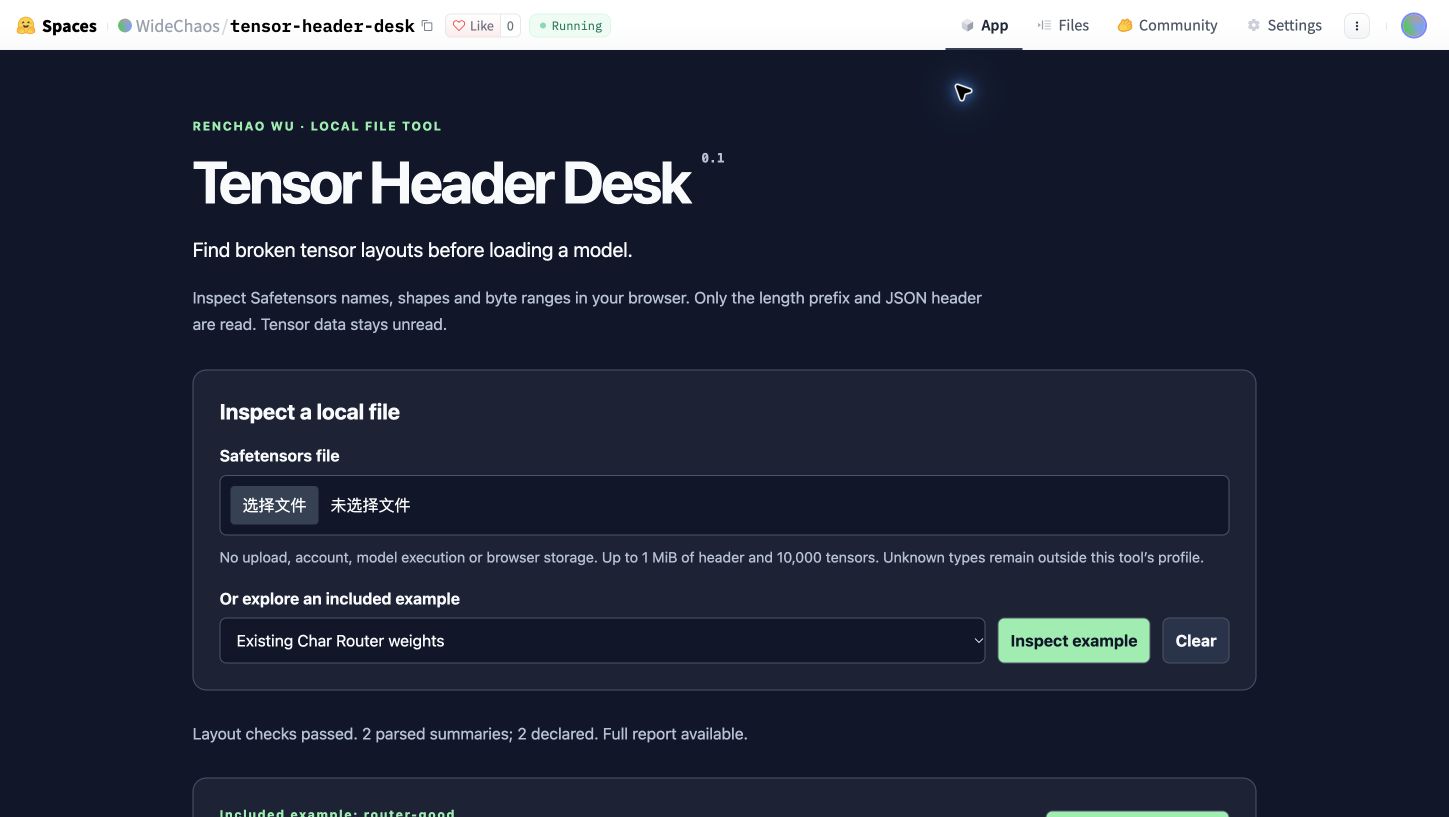 Spaces WideChaos/tensor-header-desk Like 0 Running App Files Community Settings
RENCHAO WU · LOCAL FILE TOOL
Tensor Header Desk 0.1
Find broken tensor layouts before loading a model.
Inspect Safetensors names, shapes and byte ranges in your browser. Only the length prefix and JSON header
are read. Tensor data stays unread.
Inspect a local file
Safetensors file
选择文件 未选择文件
No upload, account, model execution or browser storage. Up to 1 MiB of header and 10,000 tensors. Unknown types remain outside this tool’s profile.
Or explore an included example
Existing Char Router weights Inspect example Clear
Layout checks passed. 2 parsed summaries; 2 declared. Full report available.
Included example: router-good